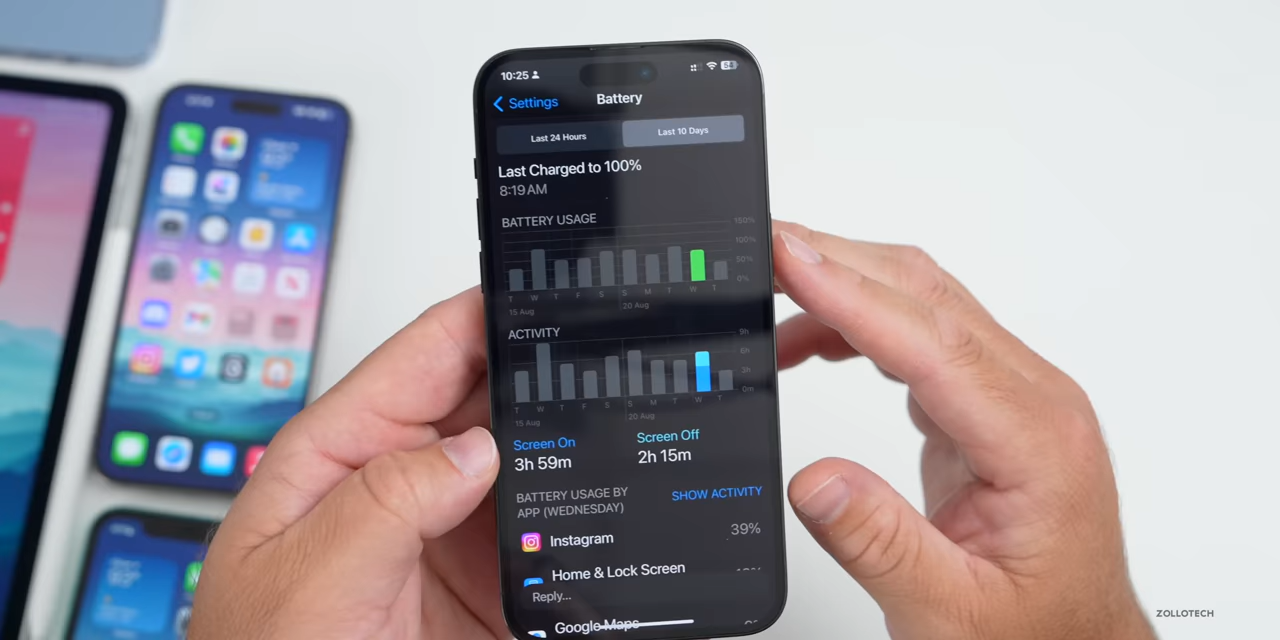 10:25
54
Settings
Battery
Last 24 Hours
Last 10 Days
Last Charged to 100%
8:19 AM
BATTERY USAGE
150%
100%
50%
0%
T W T F S S M T W T
15 Aug 20 Aug
ACTIVITY
9h
6h
3h
0m
T W T F S S M T W T
15 Aug 20 Aug
Screen On
3h 59m
Screen Off
2h 15m
BATTERY USAGE BY
APP (WEDNESDAY)
SHOW ACTIVITY
Instagram
39%
Home & Lock Screen
Reply...
Google Maps
ZOLLOTECH